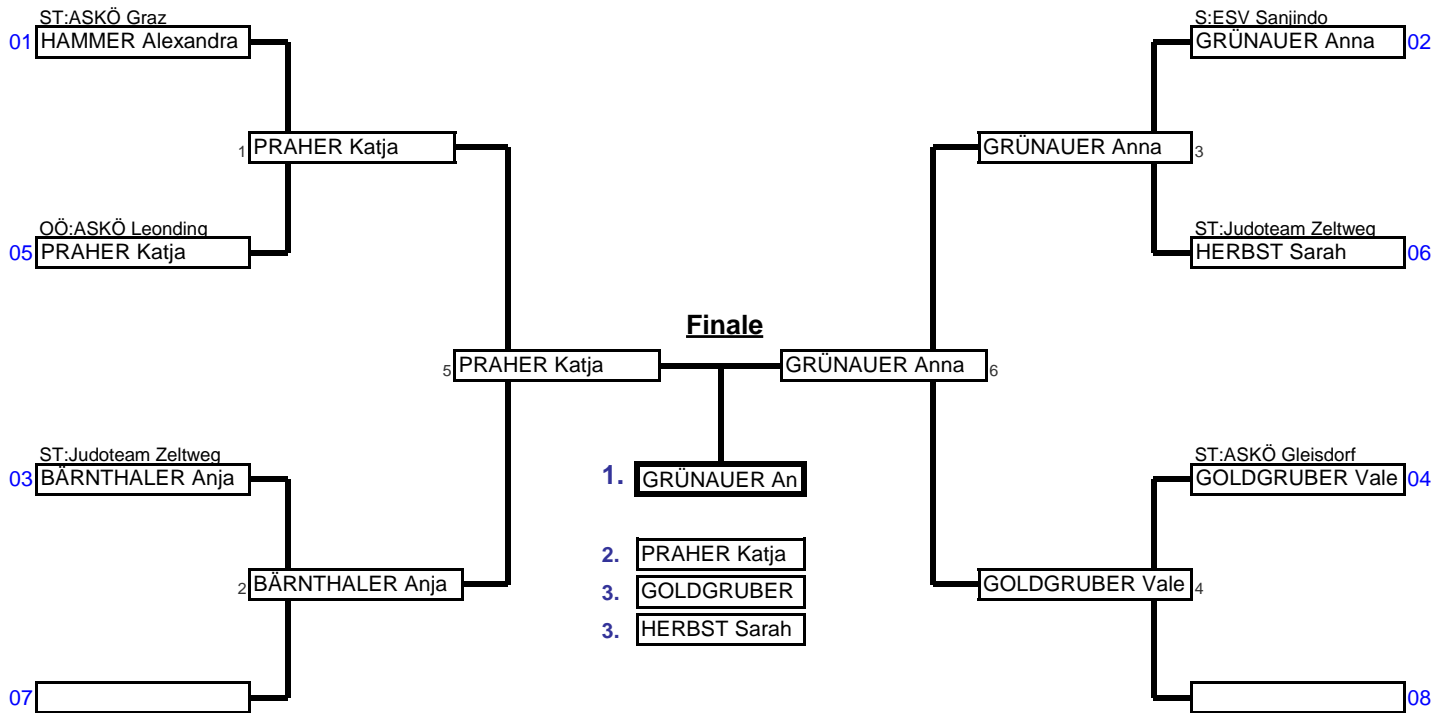 ST:ASKÖ Graz
01 HAMMER Alexandra
S:ESV Sanjindo
GRÜNAUER Anna 02
1 PRAHER Katja
GRÜNAUER Anna 3
OÖ:ASKÖ Leonding
05 PRAHER Katja
ST:Judoteam Zeltweg
HERBST Sarah 06
Finale
5 PRAHER Katja
GRÜNAUER Anna 6
ST:Judoteam Zeltweg
03 BÄRNTHALER Anja
1. GRÜNAUER An
ST:ASKÖ Gleisdorf
GOLDGRUBER Vale 04
2. PRAHER Katja
2 BÄRNTHALER Anja
3. GOLDGRUBER
GOLDGRUBER Vale 4
3. HERBST Sarah
07
08